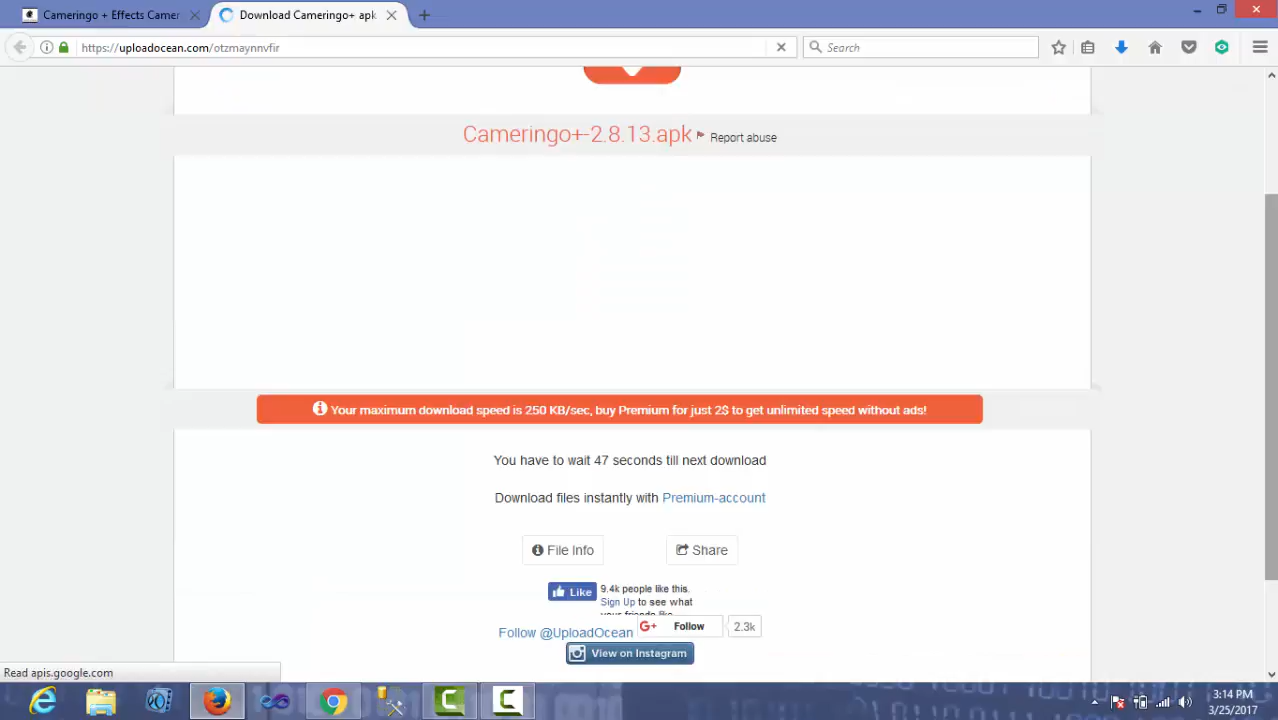 Cameringo + Effects Camer
Download Cameringo+ apk
https://uploadocean.com/otzmaynnvfir
Search
Cameringo+-2.8.13.apk
Report abuse
Your maximum download speed is 250 KB/sec, buy Premium for just 2$ to get unlimited speed without ads!
You have to wait 47 seconds till next download
Download files instantly with Premium-account
File Info
Share
Like
9.4k people like this.
Sign Up to see what
your friends like.
Follow @UploadOcean
G+ Follow
2.3k
View on Instagram
Read apis.google.com
3:14 PM
3/25/2017